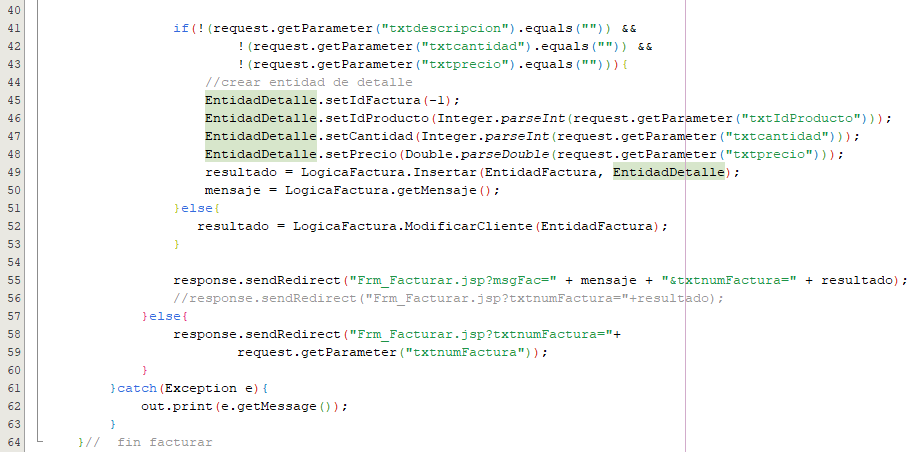 40
41 if(!(request.getParameter("txtdescripcion").equals("")) &&
42 !(request.getParameter("txtcantidad").equals("")) &&
43 !(request.getParameter("txtprecio").equals(""))){
44 //crear entidad de detalle
45 EntidadDetalle.setIdFactura(-1);
46 EntidadDetalle.setIdProducto(Integer.parseInt(request.getParameter("txtIdProducto")));
47 EntidadDetalle.setCantidad(Integer.parseInt(request.getParameter("txtcantidad")));
48 EntidadDetalle.setPrecio(Double.parseDouble(request.getParameter("txtprecio")));
49 resultado = LogicaFactura.Insertar(EntidadFactura, EntidadDetalle);
50 mensaje = LogicaFactura.getMensaje();
51 }else{
52 resultado = LogicaFactura.ModificarCliente(EntidadFactura);
53 }
54
55 response.sendRedirect("Frm_Facturar.jsp?msgFac=" + mensaje + "&txtnumFactura=" + resultado);
56 //response.sendRedirect("Frm_Facturar.jsp?txtnumFactura="+resultado);
57 }else{
58 response.sendRedirect("Frm_Facturar.jsp?txtnumFactura="+
59 request.getParameter("txtnumFactura"));
60 }
61 }catch(Exception e){
62 out.print(e.getMessage());
63 }
64 }// fin facturar